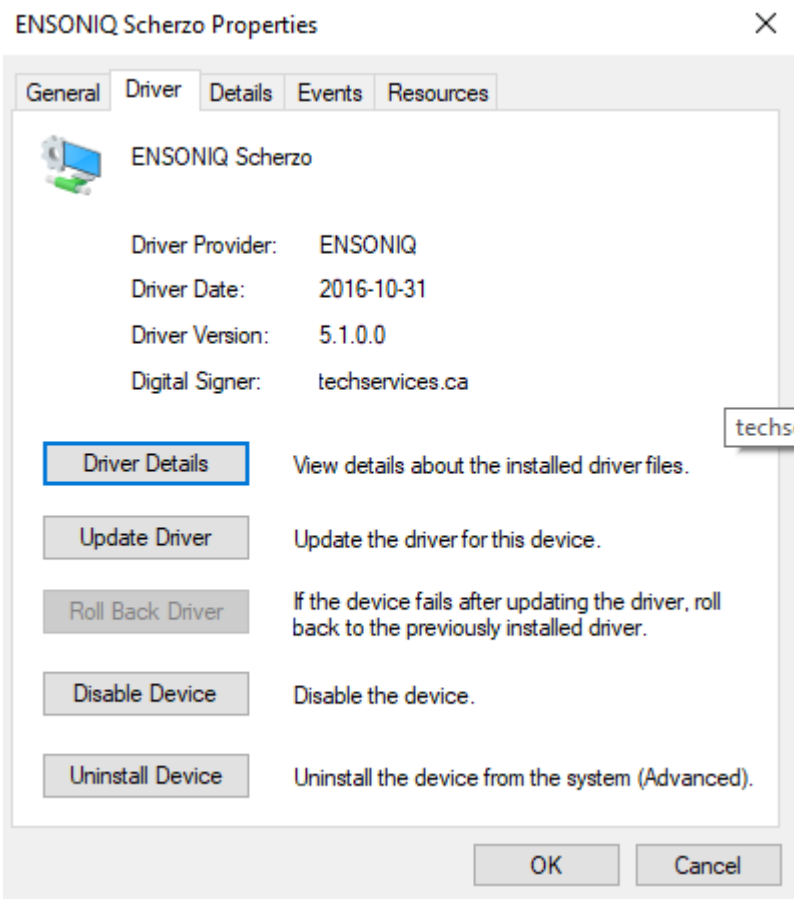 ENSONIQ Scherzo Properties
General Driver Details Events Resources
ENSONIQ Scherzo
Driver Provider: ENSONIQ
Driver Date: 2016-10-31
Driver Version: 5.1.0.0
Digital Signer: techservices.ca
techs
Driver Details View details about the installed driver files.
Update Driver Update the driver for this device.
Roll Back Driver If the device fails after updating the driver, roll
back to the previously installed driver.
Disable Device Disable the device.
Uninstall Device Uninstall the device from the system (Advanced).
OK Cancel